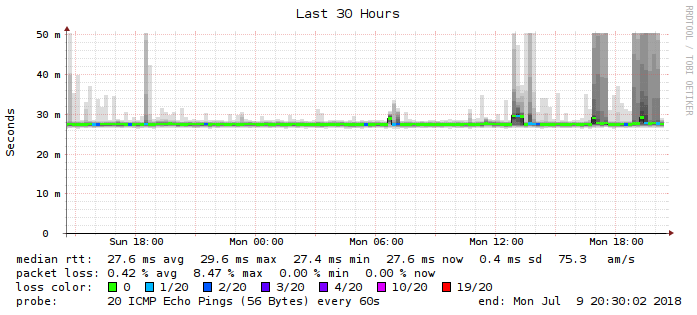 Last 30 Hours
RRDTOOL / TOBI OETIKER
Seconds
50 m
40 m
30 m
20 m
10 m
0
Sun 18:00 Mon 00:00 Mon 06:00 Mon 12:00 Mon 18:00
median rtt: 27.6 ms avg 29.6 ms max 27.4 ms min 27.6 ms now 0.4 ms sd 75.3 am/s
packet loss: 0.42 % avg 8.47 % max 0.00 % min 0.00 % now
loss color: 0 1/20 2/20 3/20 4/20 10/20 19/20
probe: 20 ICMP Echo Pings (56 Bytes) every 60s end: Mon Jul 9 20:30:02 2018